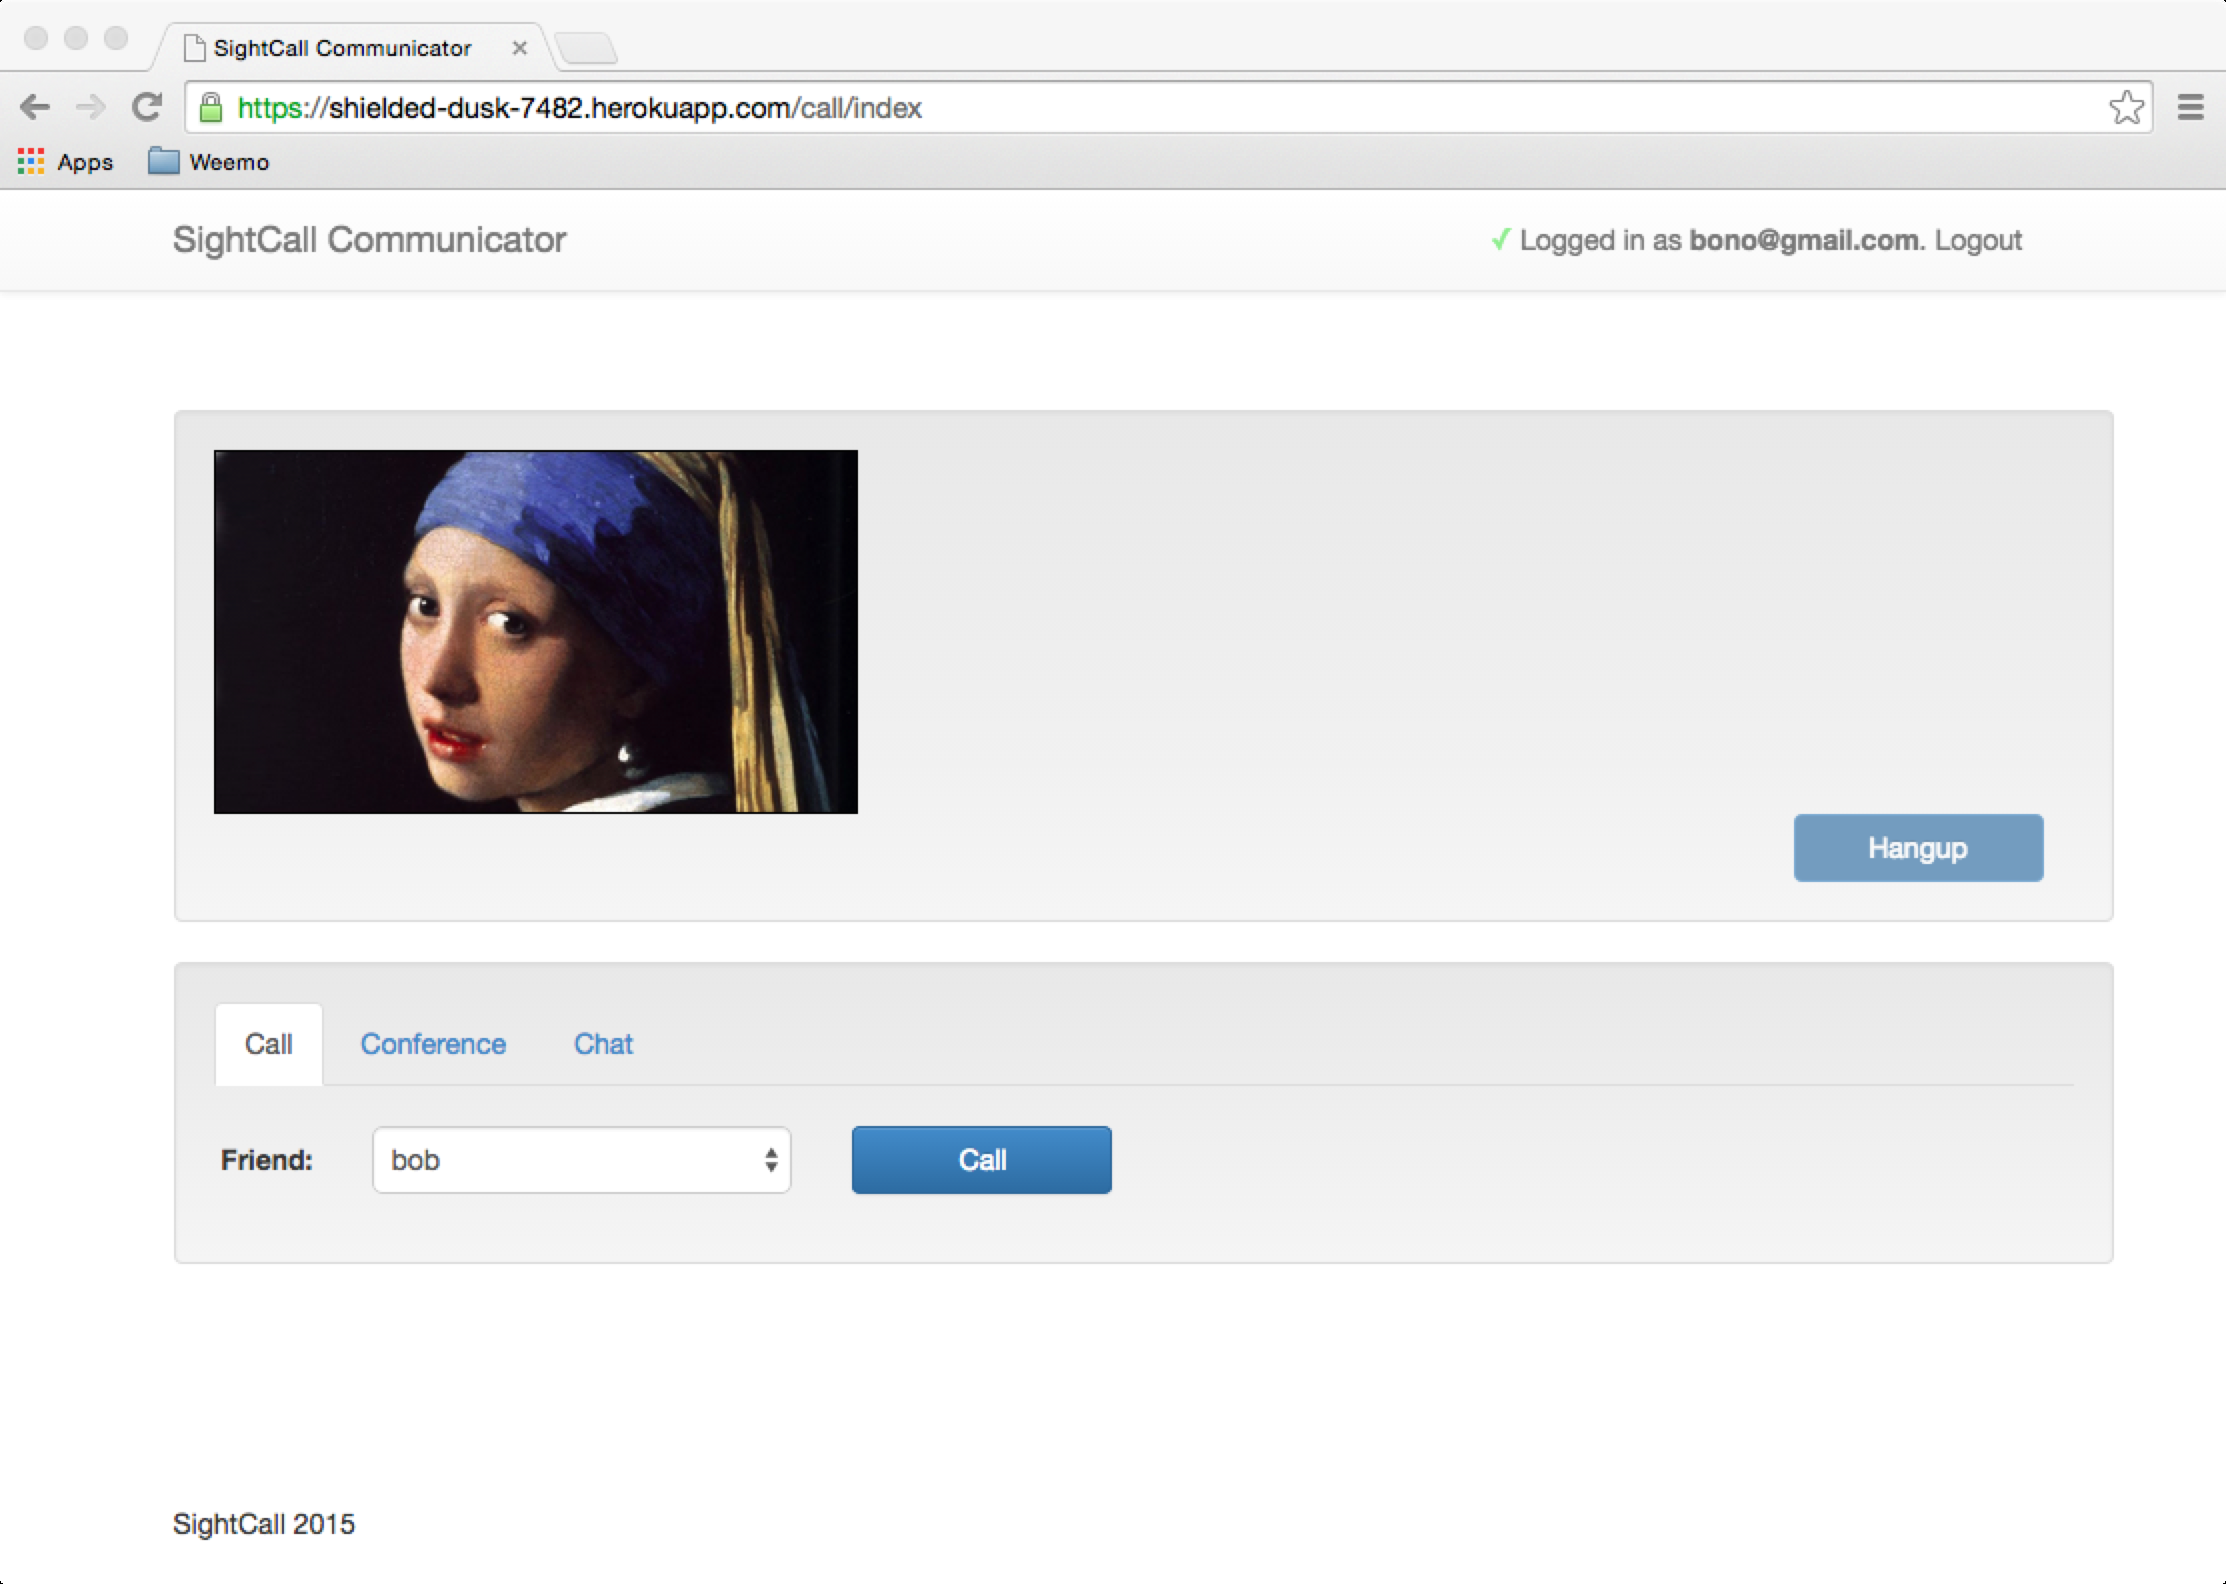 SightCall Communicator
https://shielded-dusk-7482.herokuapp.com/call/index
Apps Weemo
SightCall Communicator
✓ Logged in as bono@gmail.com. Logout
Hangup
Call Conference Chat
Friend: bob Call
SightCall 2015